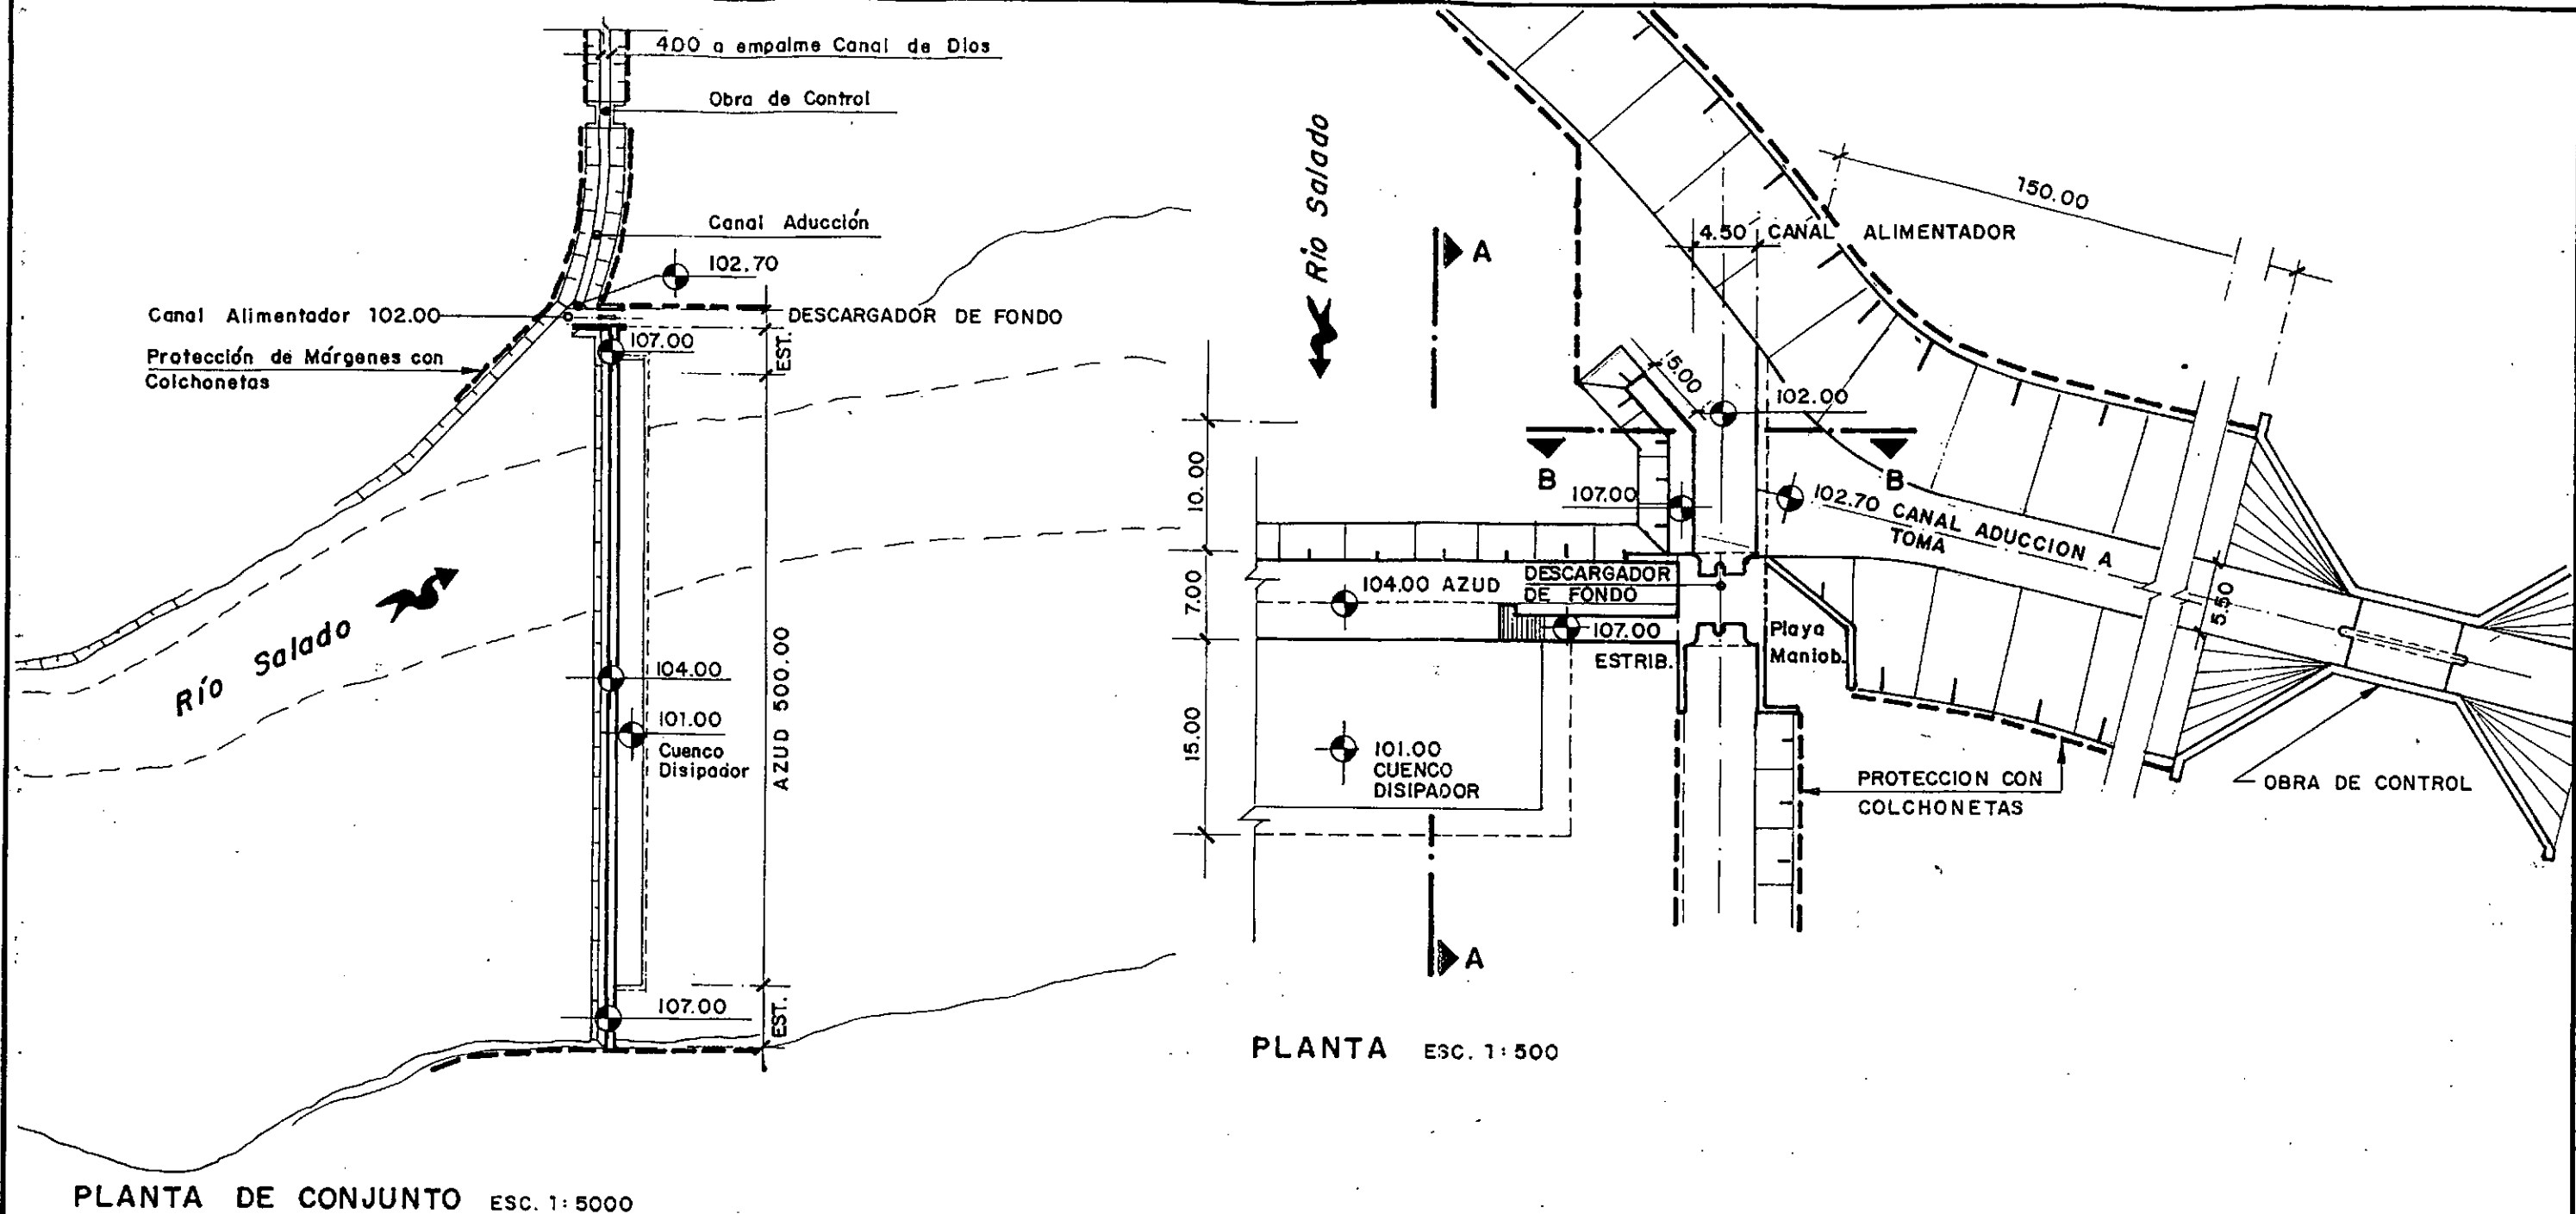 4.00 a empalme Canal de Dios
Obra de Control
Canal Aducción
102.70
Canal Alimentador 102.00
DESCARGADOR DE FONDO
107.00
EST.
Protección de Márgenes con
Colchonetas
Río Salado
104.00
101.00
Cuenco
Disipador
AZUD 500.00
107.00
EST.
PLANTA DE CONJUNTO ESC. 1:5000
Río Salado
A
4.50 CANAL ALIMENTADOR
150.00
15.00
102.00
B
B
10.00
107.00
102.70 CANAL ADUCCION A
TOMA
7.00
104.00 AZUD
DESCARGADOR
DE FONDO
107.00
ESTRIB.
Playa
Maniob.
5.50
15.00
101.00
CUENCO
DISIPADOR
PROTECCION CON
COLCHONETAS
OBRA DE CONTROL
A
PLANTA ESC. 1:500